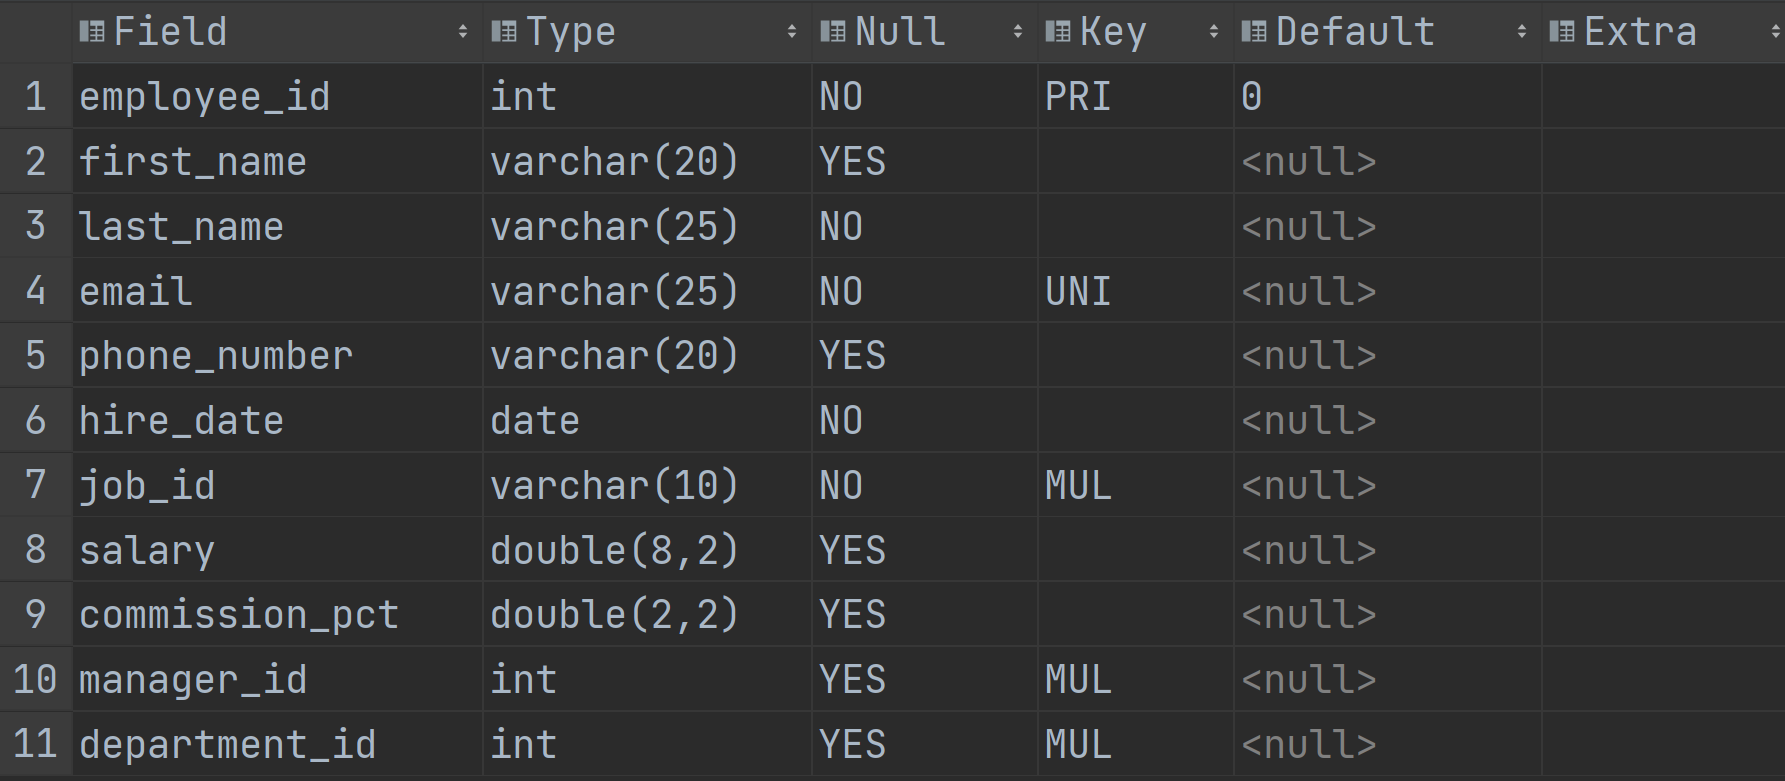 Field Type Null Key Default Extra
1 employee_id int NO PRI 0
2 first_name varchar(20) YES <null>
3 last_name varchar(25) NO <null>
4 email varchar(25) NO UNI <null>
5 phone_number varchar(20) YES <null>
6 hire_date date NO <null>
7 job_id varchar(10) NO MUL <null>
8 salary double(8,2) YES <null>
9 commission_pct double(2,2) YES <null>
10 manager_id int YES MUL <null>
11 department_id int YES MUL <null>